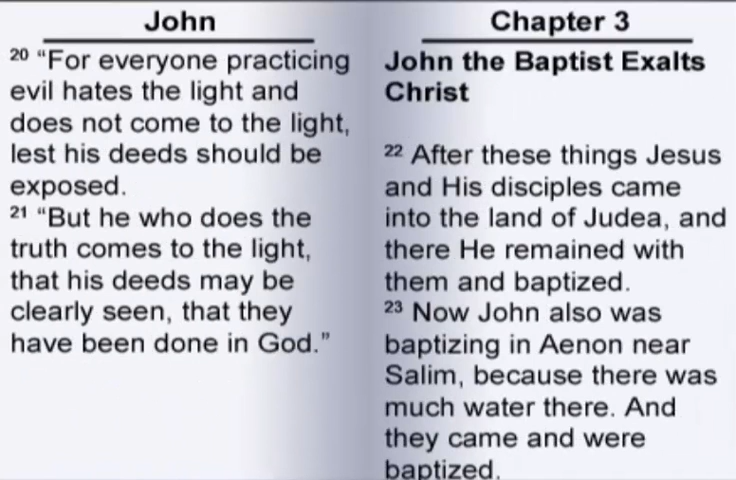 John
²⁰ “For everyone practicing
evil hates the light and
does not come to the light,
lest his deeds should be
exposed.
²¹ “But he who does the
truth comes to the light,
that his deeds may be
clearly seen, that they
have been done in God.”
Chapter 3
John the Baptist Exalts
Christ
²² After these things Jesus
and His disciples came
into the land of Judea, and
there He remained with
them and baptized.
²³ Now John also was
baptizing in Aenon near
Salim, because there was
much water there. And
they came and were
baptized.